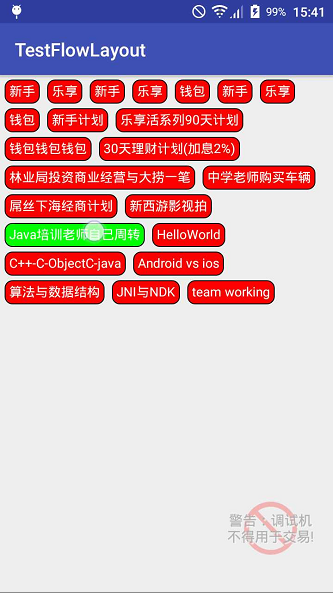 99% 15:41
TestFlowLayout
新手 乐享 新手 乐享 钱包 新手 乐享
钱包 新手计划 乐享活系列90天计划
钱包钱包钱包 30天理财计划(加息2%)
林业局投资商业经营与大捞一笔 中学老师购买车辆
屌丝下海经商计划 新西游影视拍
Java培训老师自己周转 HelloWorld
C++-C-ObjectC-java Android vs ios
算法与数据结构 JNI与NDK team working
警告：调试机
不得用于交易!